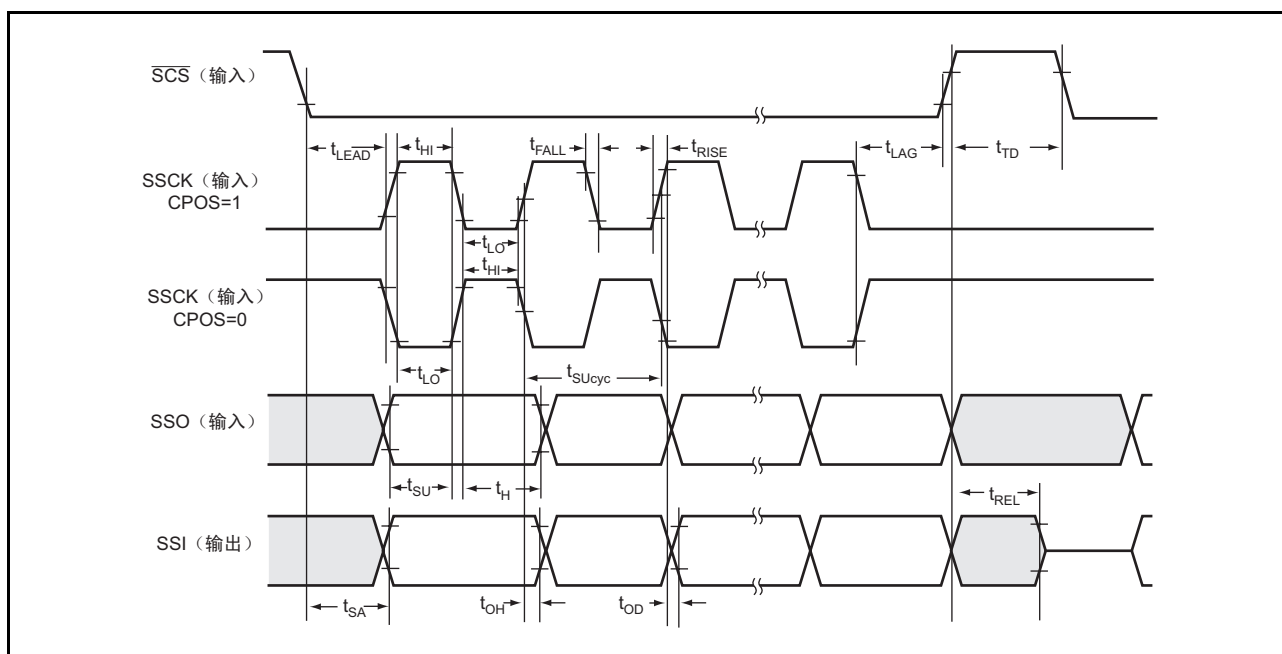 SCS（输入）
tLEAD
tHI
tFALL
tRISE
tLAG
tTD
SSCK（输入）
CPOS=1
tLO
tHI
SSCK（输入）
CPOS=0
tLO
tSUcyc
SSO（输入）
tSU
tH
tREL
SSI（输出）
tSA
tOH
tOD